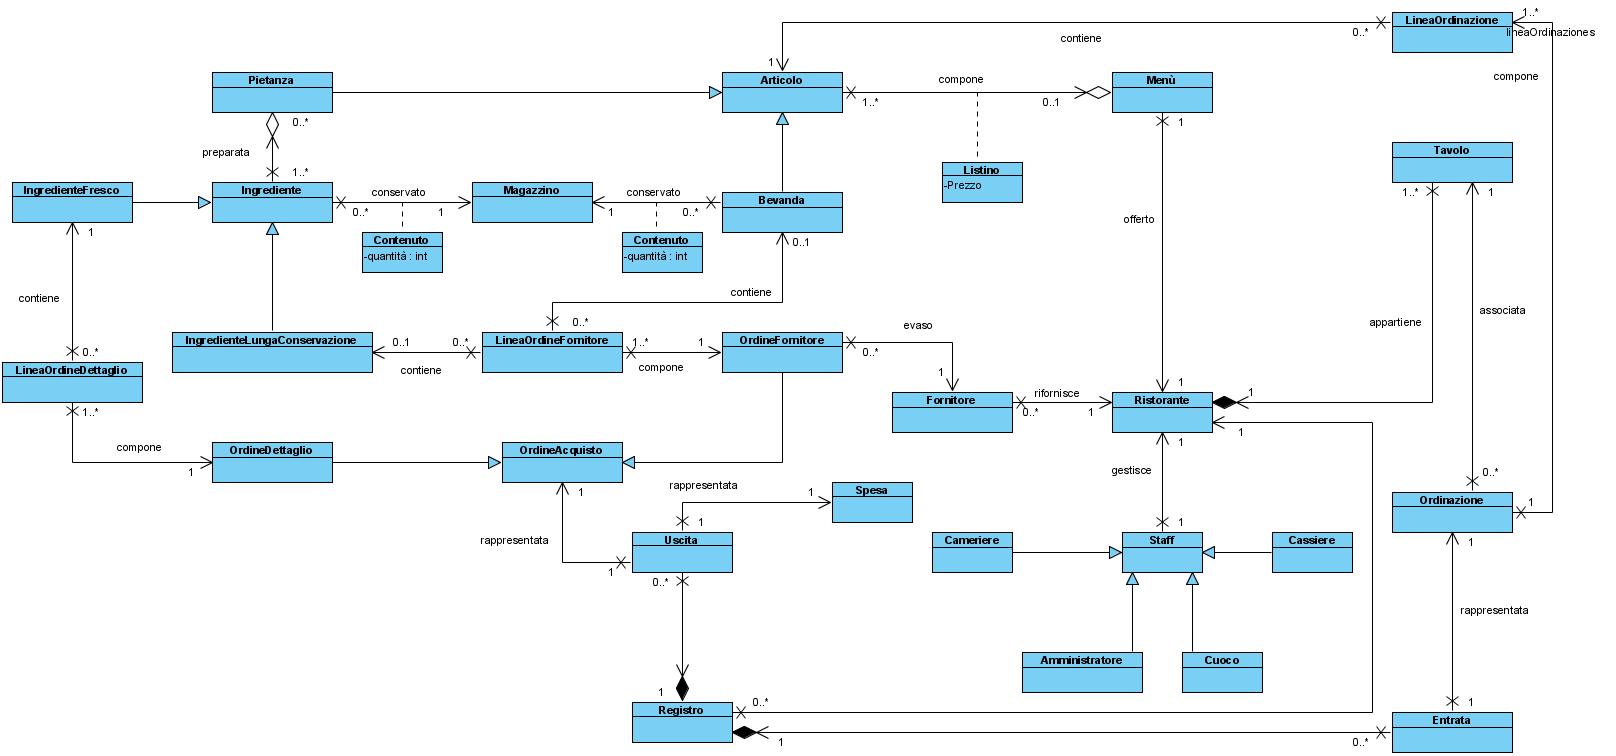 1..*
LineaOrdinazione
0..*
lineaOrdinaziones
contiene
1
compone
Pietanza
Articolo
compone
Menù
1..*
0..1
0..*
1
preparata
Tavolo
1..*
Listino
-Prezzo
IngredienteFresco
Ingrediente
conservato
Magazzino
conservato
Bevanda
1..*
1
0..*
1
1
0..*
offerto
1
Contenuto
-quantità : int
Contenuto
-quantità : int
0..1
contiene
contiene
associata
0..*
appartiene
evaso
IngredienteLungaConservazione
0..1
0..*
LineaOrdineFornitore
1..*
1
OrdineFornitore
0..*
0..*
contiene
compone
LineaOrdineDettaglio
1
1
1
Fornitore
rifornisce
Ristorante
1..*
0..*
1
1
compone
OrdineDettaglio
OrdineAcquisto
1
1
gestisce
0..*
rappresentata
1
Spesa
1
Ordinazione
1
1
1
rappresentata
Uscita
Cameriere
Staff
Cassiere
1
1
0..*
rappresentata
Amministratore
Cuoco
1
Registro
0..*
1
Entrata
1
0..*